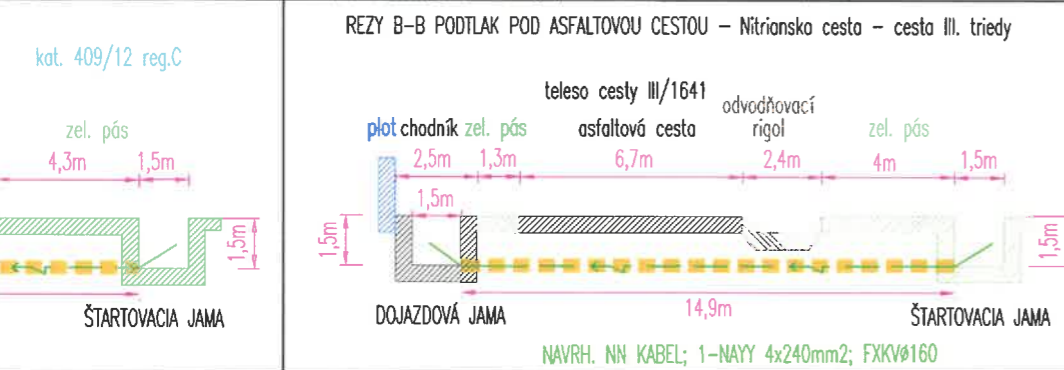 kat. 409/12 reg.C
zel. pás
4,3m
1,5m
1,5m
ŠTARTOVACIA JAMA
REZY B-B PODTLAK POD ASFALTOVOU CESTOU – Nitrianska cesta – cesta III. triedy
teleso cesty III/1641
plot chodník zel. pás asfaltová cesta odvodňovací rigol zel. pás
2,5m 1,3m 6,7m 2,4m 4m 1,5m
1,5m
1,5m
1,5m
14,9m
DOJAZDOVÁ JAMA
ŠTARTOVACIA JAMA
NAVRH. NN KABEL; 1-NAYY 4x240mm2; FXKVø160